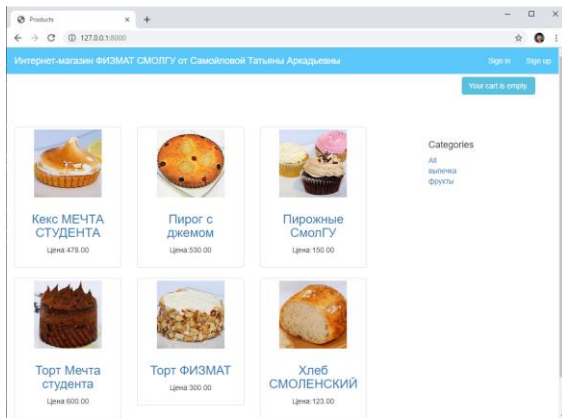 Products
127.0.0.1:8000
Интернет-магазин ФИЗМАТ СМОЛГУ от Самойловой Татьяны Аркадьевны
Sign in
Sign up
Your cart is empty.
Categories
All
выпечка
фрукты
Кекс МЕЧТА
СТУДЕНТА
Цена:478.00
Пирог с
джемом
Цена:530.00
Пирожные
СмолГУ
Цена:150.00
Торт Мечта
студента
Цена:600.00
Торт ФИЗМАТ
Цена:300.00
Хлеб
СМОЛЕНСКИЙ
Цена:123.00